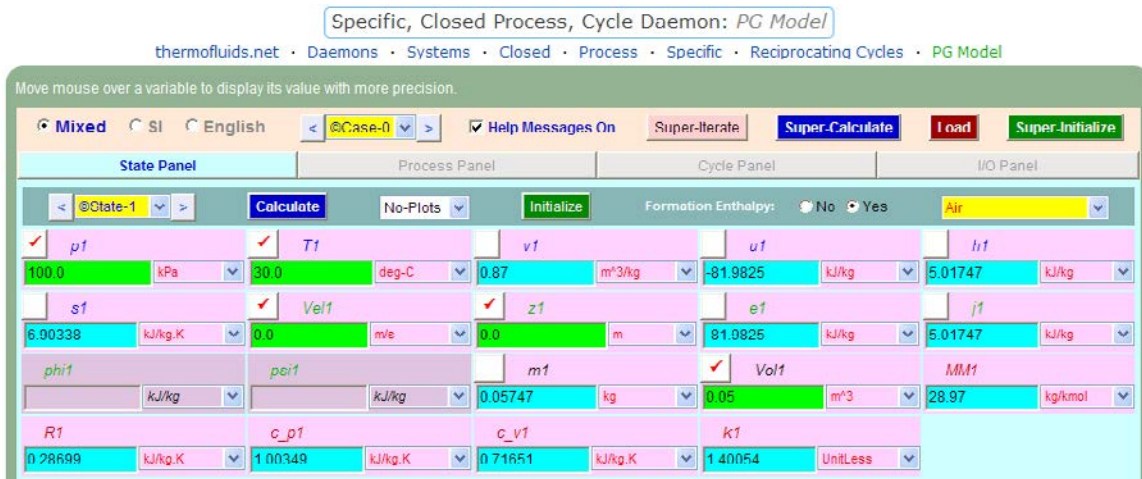 Specific, Closed Process, Cycle Daemon: PG Model
thermofluids.net · Daemons · Systems · Closed · Process · Specific · Reciprocating Cycles · PG Model
Move mouse over a variable to display its value with more precision.
Mixed SI English < ©Case-0 > Help Messages On Super-Iterate Super-Calculate Load Super-Initialize
State Panel Process Panel Cycle Panel I/O Panel
< ©State-1 > Calculate No-Plots Initialize Formation Enthalpy: No Yes Air
p1 T1 v1 u1 h1
100.0 kPa 30.0 deg-C 0.87 m^3/kg -81.9825 kJ/kg 5.01747 kJ/kg
s1 Vel1 z1 e1 j1
6.90338 kJ/kg.K 0.0 m/s 0.0 m -81.9825 kJ/kg 5.01747 kJ/kg
phi1 psi1 m1 Vol1 MM1
kJ/kg kJ/kg 0.05747 kg 0.05 m^3 28.97 kg/kmol
R1 c_p1 c_v1 k1
0.28699 kJ/kg.K 1.00349 kJ/kg.K 0.71651 kJ/kg.K 1.40054 UnitLess